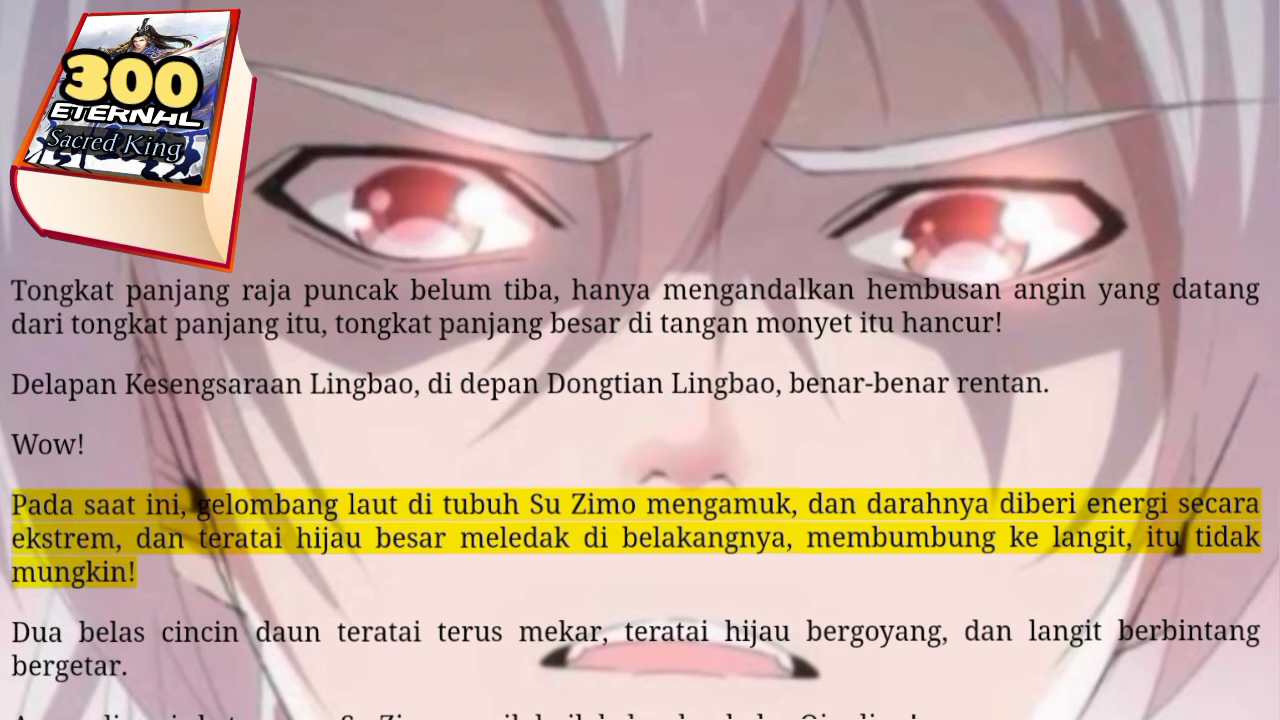 300
ETERNAL
Sacred King
Tongkat panjang raja puncak belum tiba, hanya mengandalkan hembusan angin yang datang
dari tongkat panjang itu, tongkat panjang besar di tangan monyet itu hancur!
Delapan Kesengsaraan Lingbao, di depan Dongtian Lingbao, benar-benar rentan.
Wow!
Pada saat ini, gelombang laut di tubuh Su Zimo mengamuk, dan darahnya diberi energi secara
ekstrem, dan teratai hijau besar meledak di belakangnya, membumbung ke langit, itu tidak
mungkin!
Dua belas cincin daun teratai terus mekar, teratai hijau bergoyang, dan langit berbintang
bergetar.